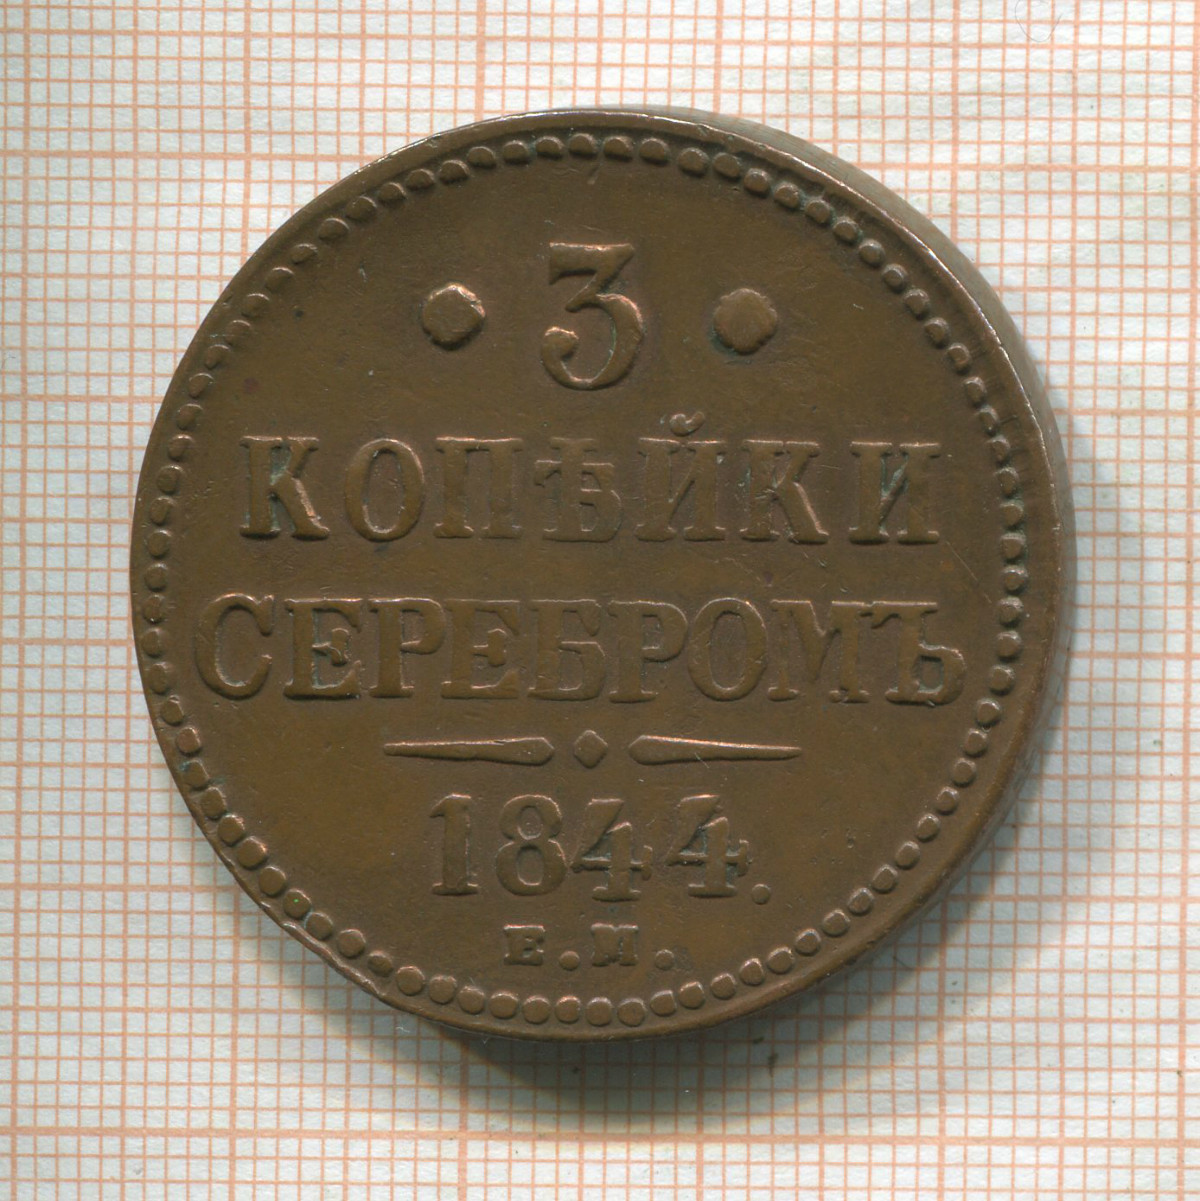 • 3 •
КОПѢЙКИ
СЕРЕБРОМЪ
1844.
Е.М.